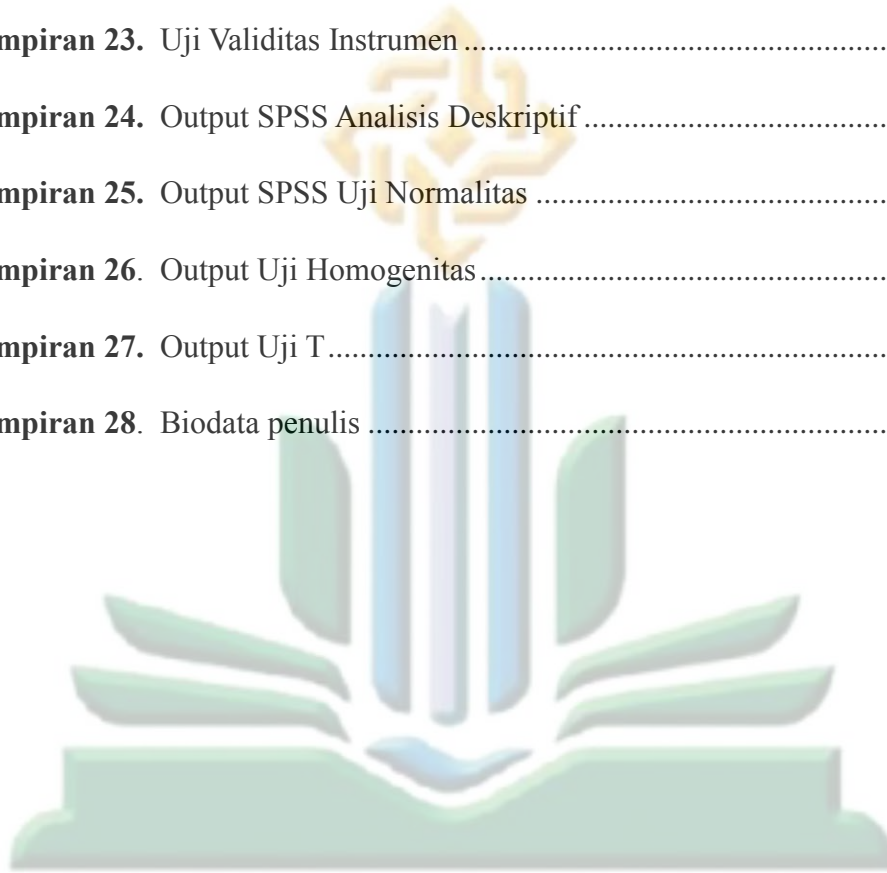 mpiran 23. Uji Validitas Instrumen ........................................................
mpiran 24. Output SPSS Analisis Deskriptif ........................................
mpiran 25. Output SPSS Uji Normalitas ..............................................
mpiran 26. Output Uji Homogenitas ......................................................
mpiran 27. Output Uji T .........................................................................
mpiran 28. Biodata penulis ....................................................................